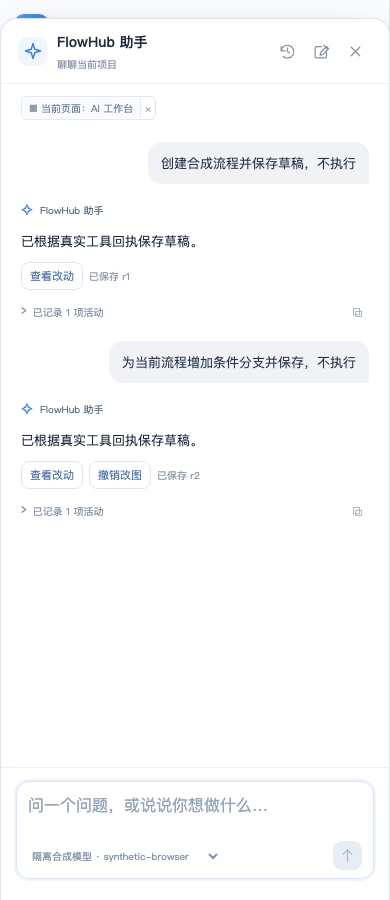 FlowHub 助手
聊聊当前项目
当前页面：AI 工作台 ×
创建合成流程并保存草稿，不执行
FlowHub 助手
已根据真实工具回执保存草稿。
查看改动 已保存 r1
已记录 1 项活动
为当前流程增加条件分支并保存，不执行
FlowHub 助手
已根据真实工具回执保存草稿。
查看改动 撤销改图 已保存 r2
已记录 1 项活动
问一个问题，或说说你想做什么...
隔离合成模型 · synthetic-browser